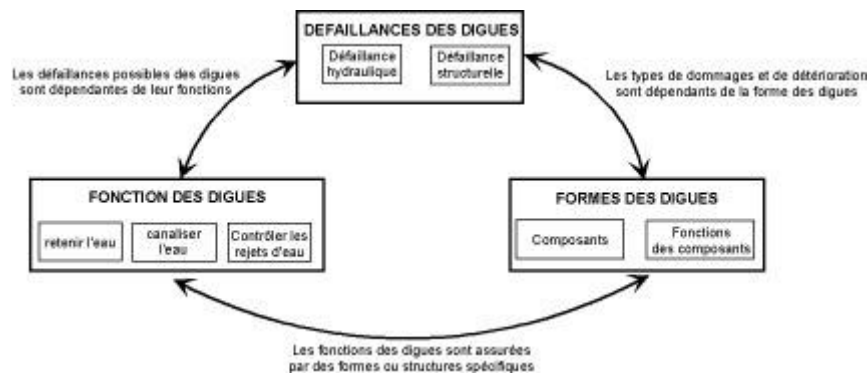 DEFAILLANCES DES DIGUES
Défaillance
hydraulique
Défaillance
structurelle
Les défaillances possibles des digues
sont dépendantes de leur fonctions
Les types de dommages et de détérioration
sont dépendants de la forme des digues
FONCTION DES DIGUES
retenir l'eau
canaliser
l'eau
Contrôler les
rejets d'eau
FORMES DES DIGUES
Composants
Fonctions
des composants
Les fonctions des digues sont assurées
par des formes ou structures spécifiques